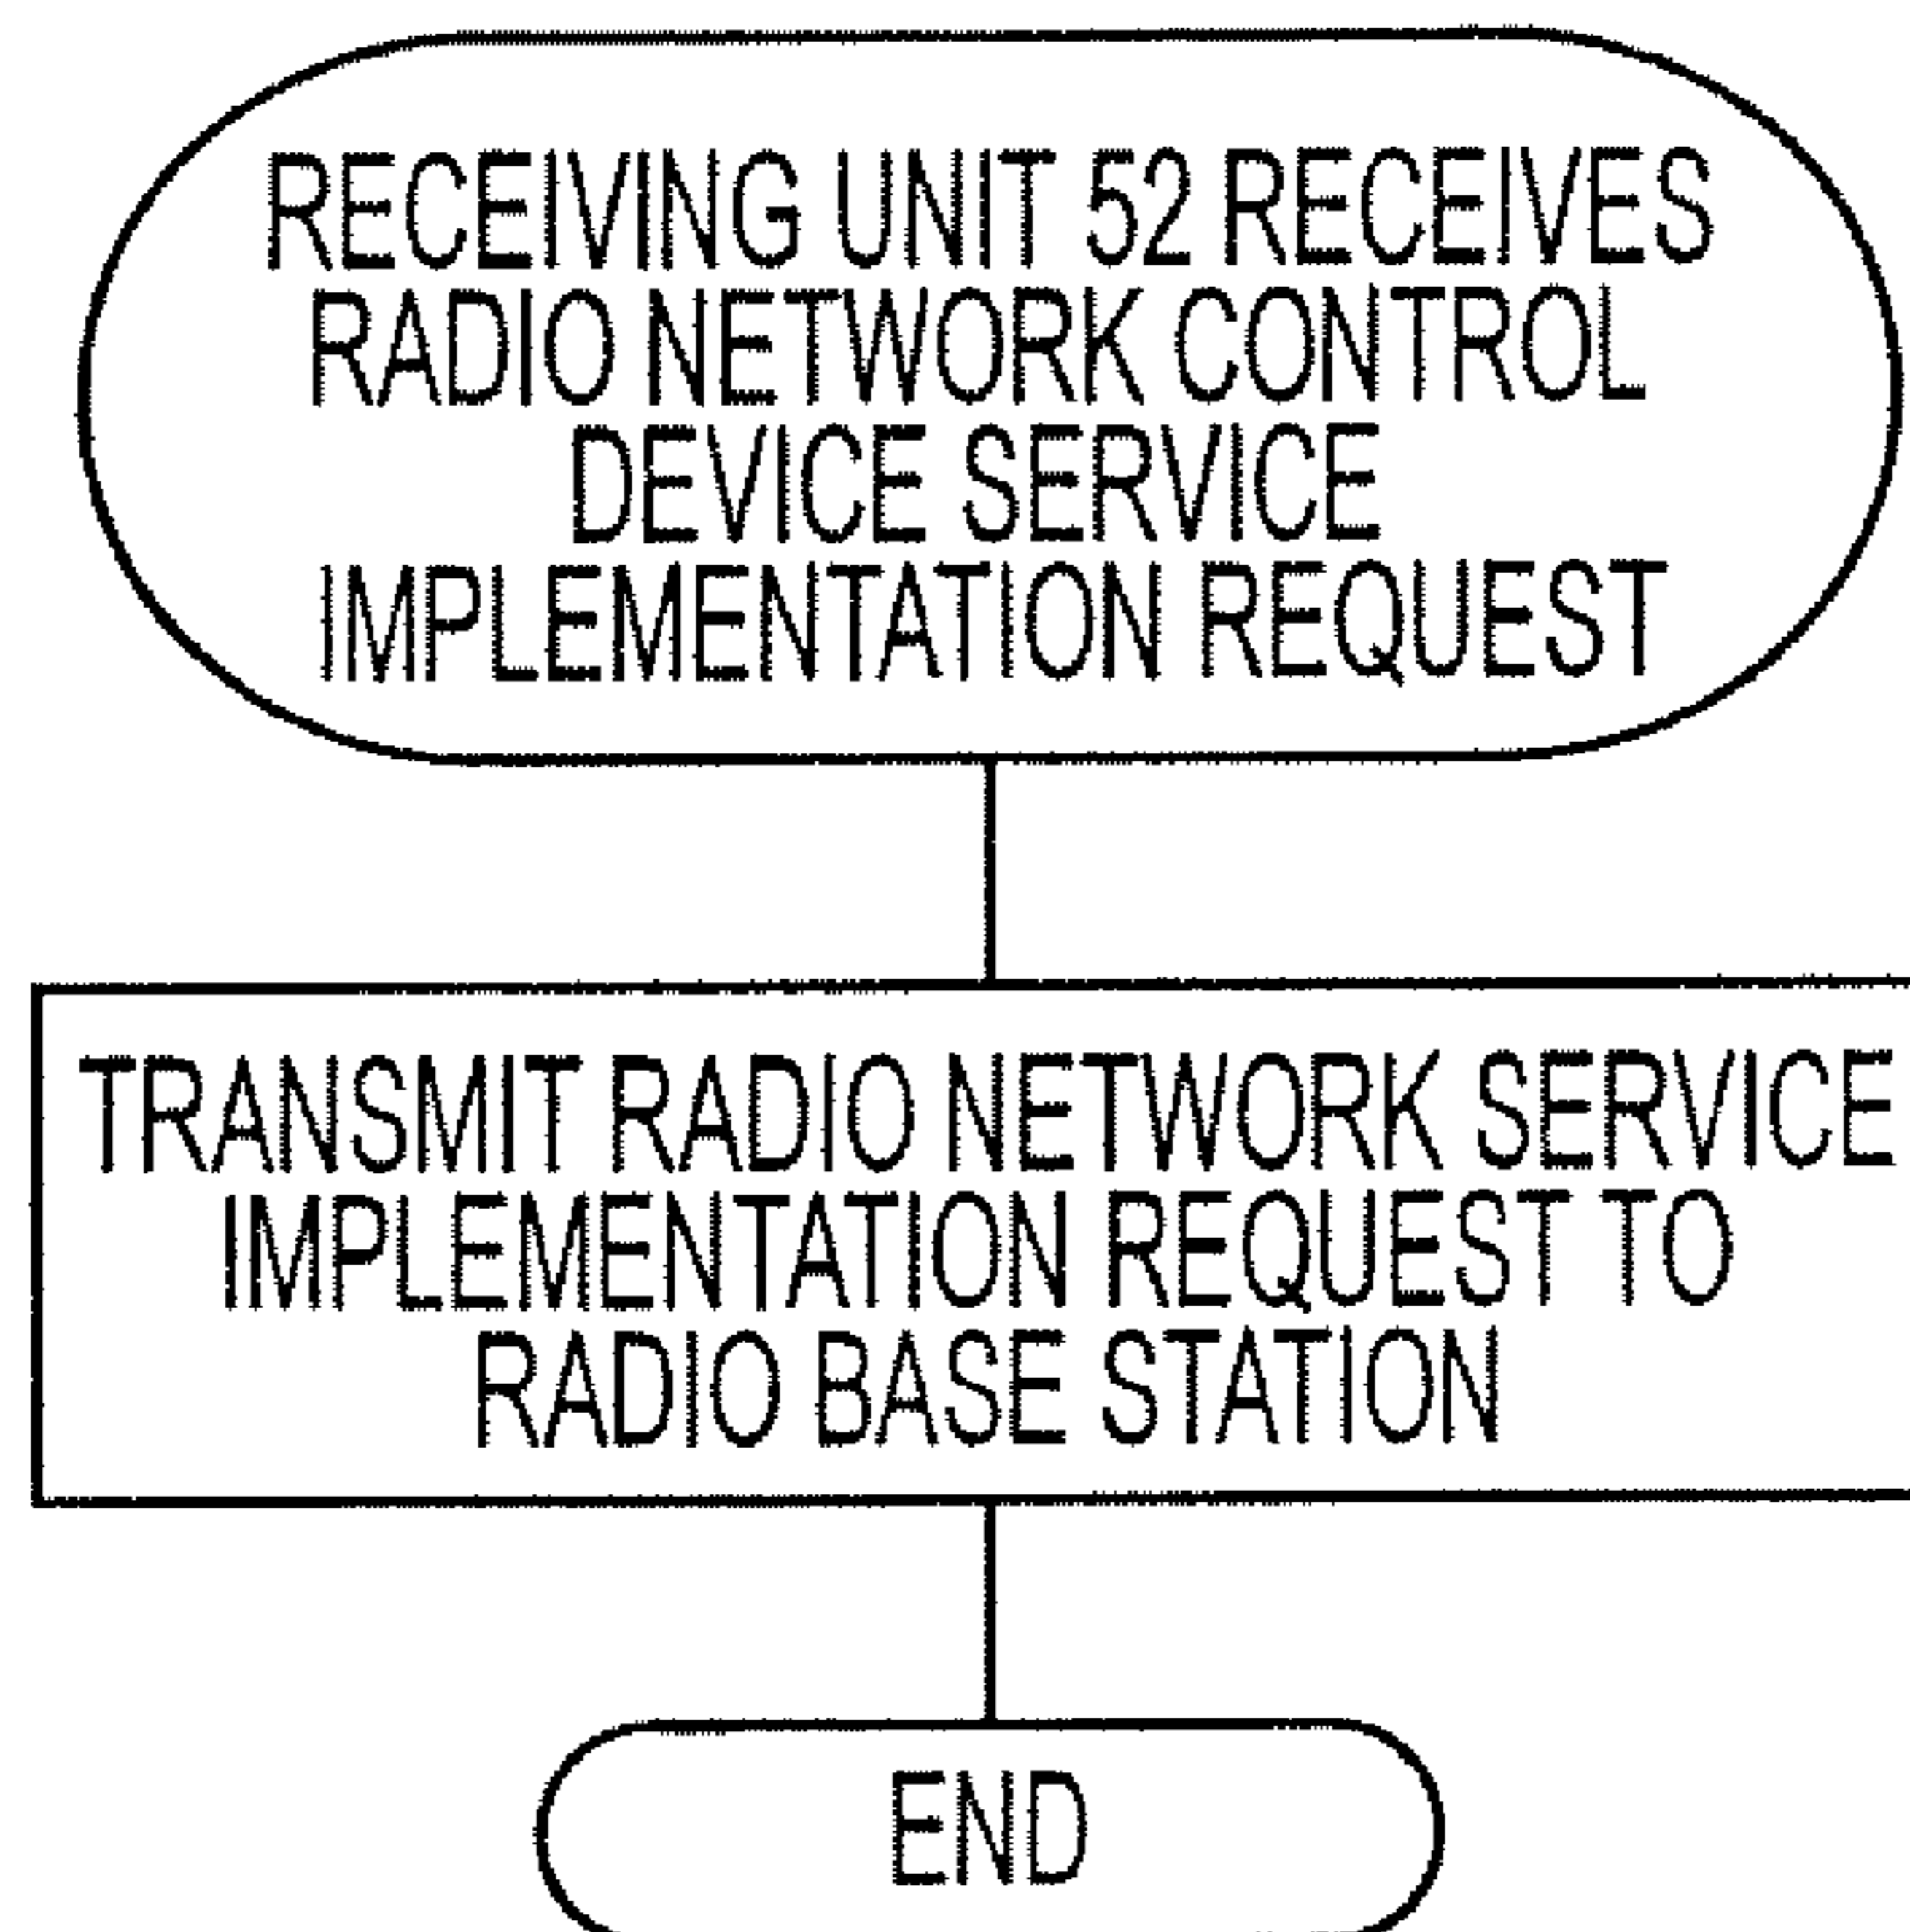 RECEIVING UNIT 52 RECEIVES
RADIO NETWORK CONTROL
DEVICE SERVICE
IMPLEMENTATION REQUEST
TRANSMIT RADIO NETWORK SERVICE
IMPLEMENTATION REQUEST TO
RADIO BASE STATION
END